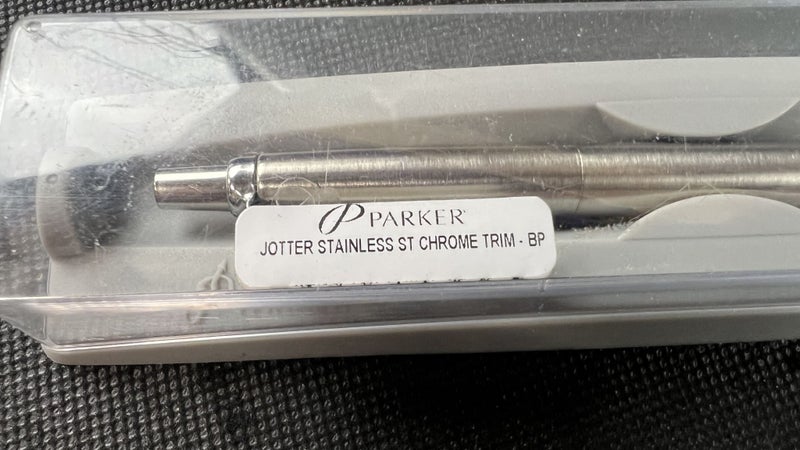 PARKER
JOTTER STAINLESS ST CHROME TRIM - BP